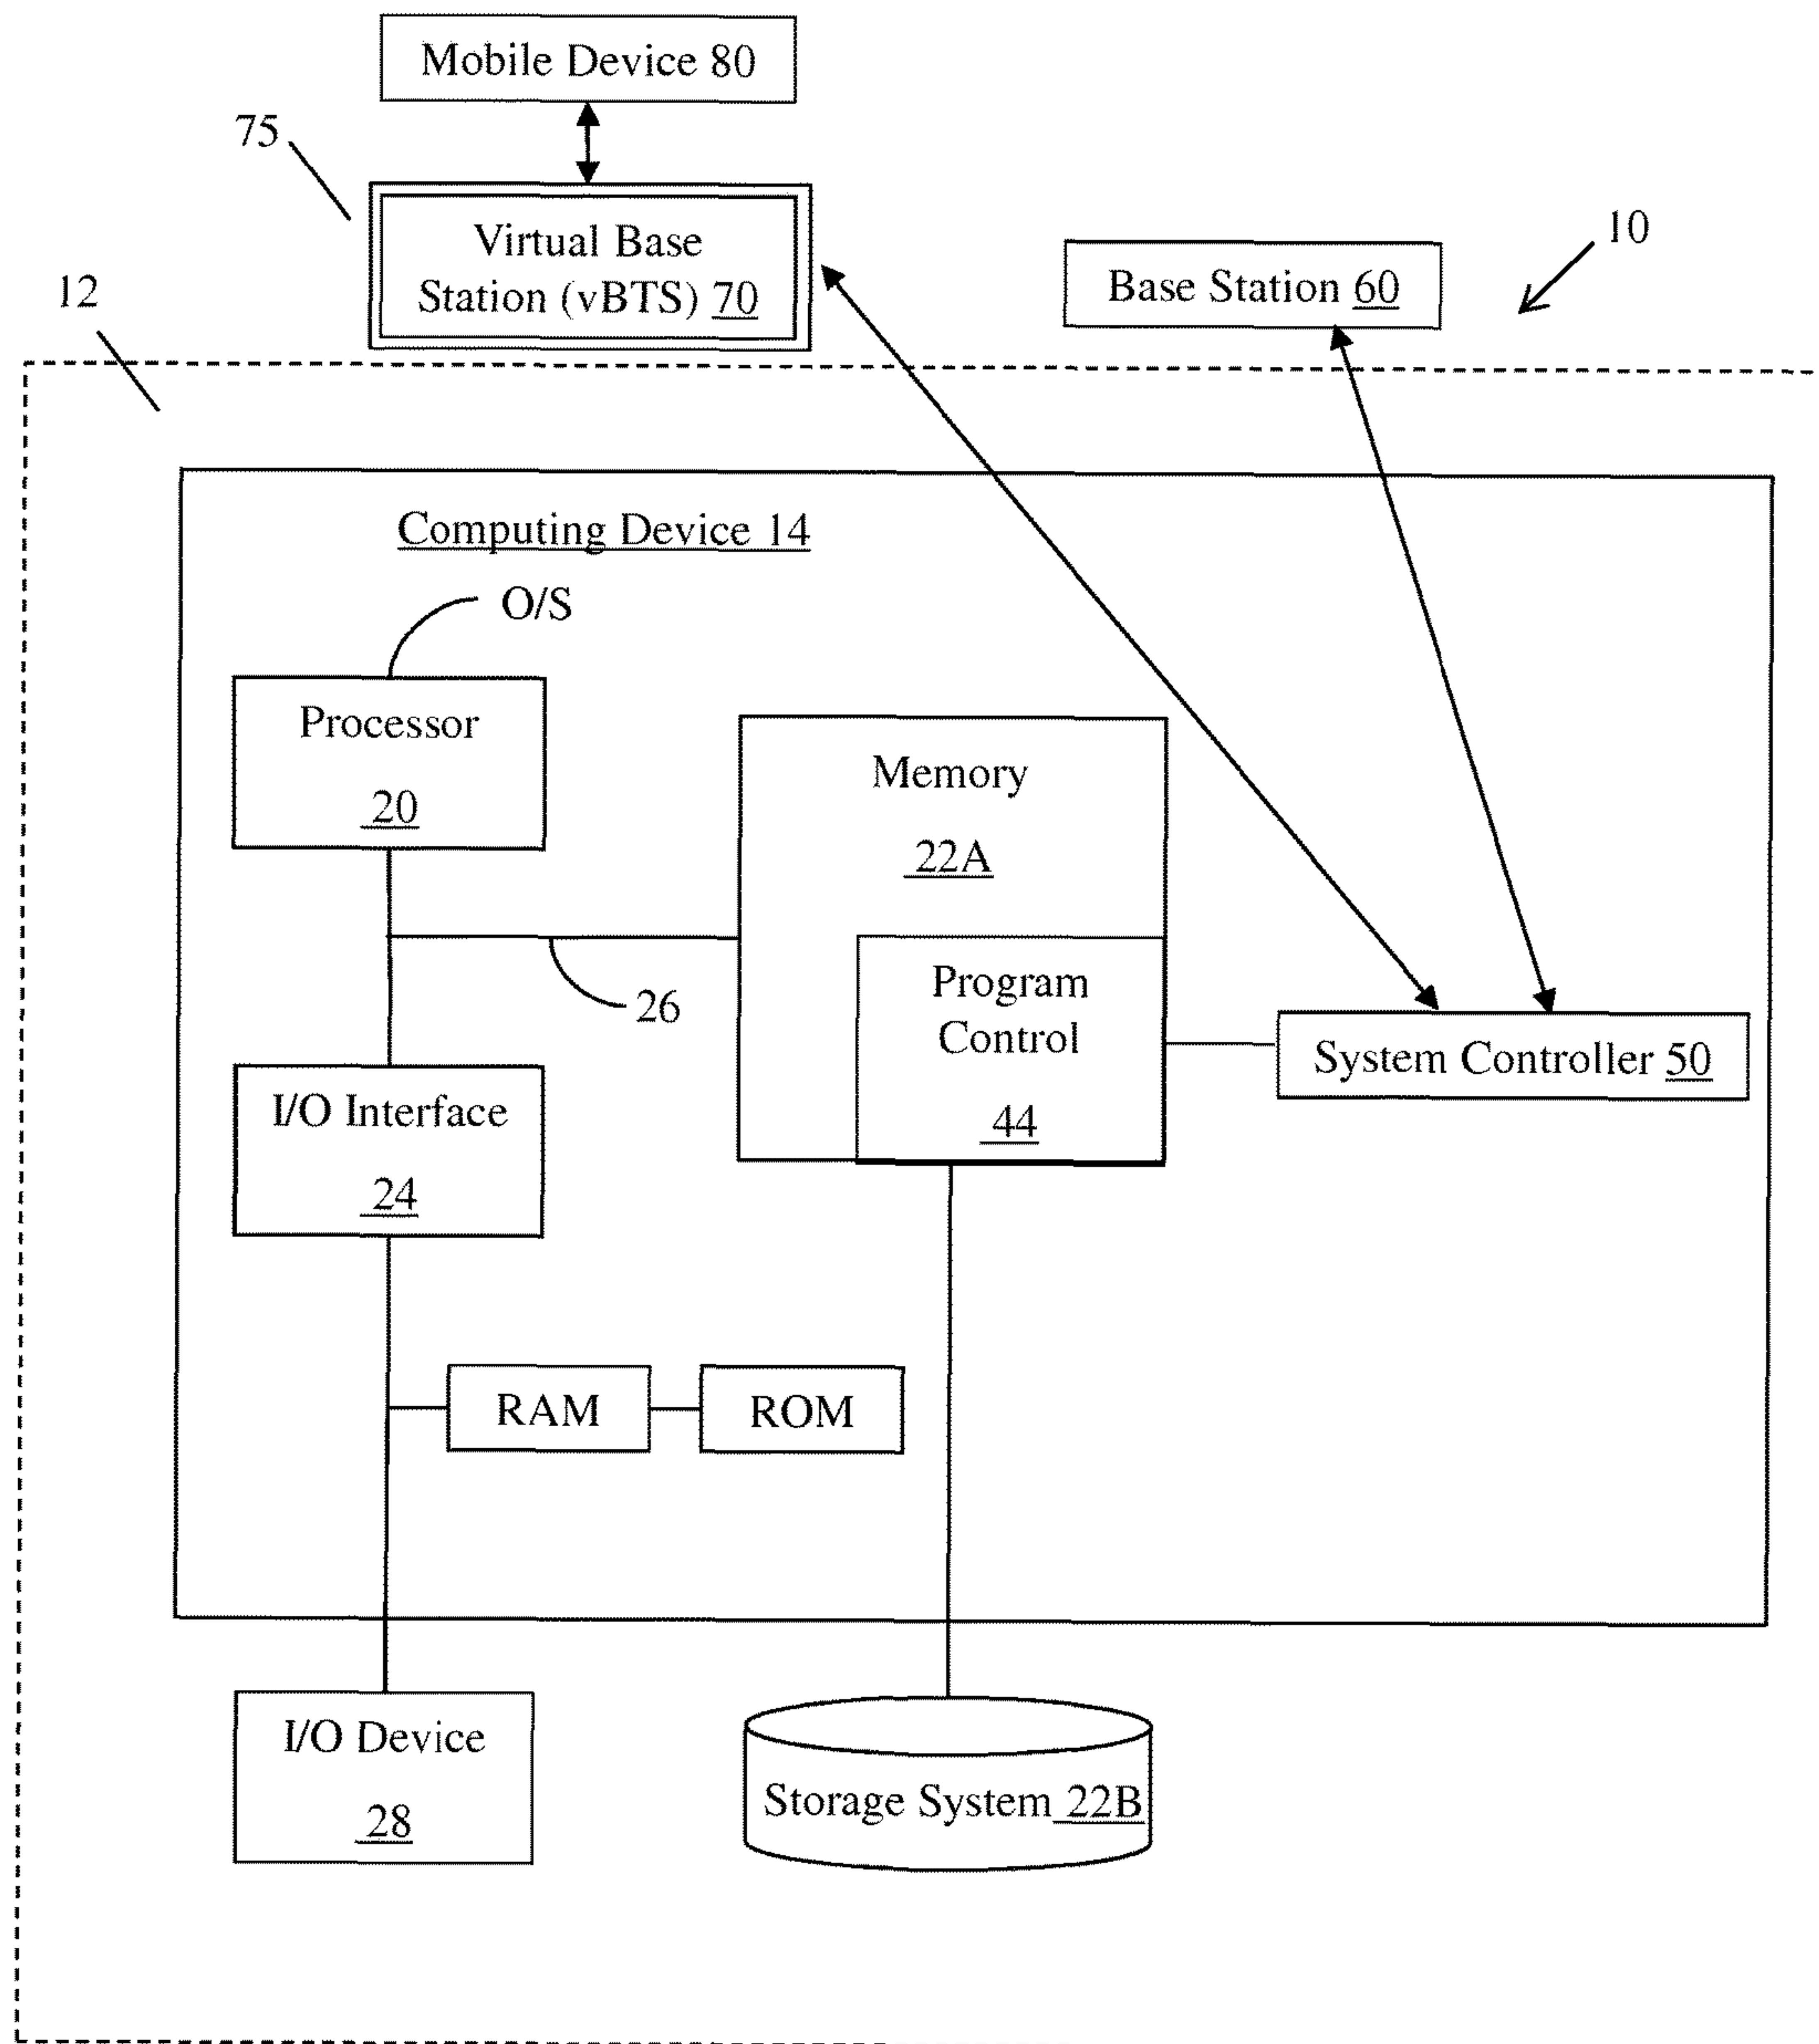 Mobile Device 80
75
Virtual Base
Station (vBTS) 70
10
Base Station 60
12
Computing Device 14
O/S
Processor
20
Memory
22A
26
Program
Control
44
System Controller 50
I/O Interface
24
RAM
ROM
I/O Device
28
Storage System 22B